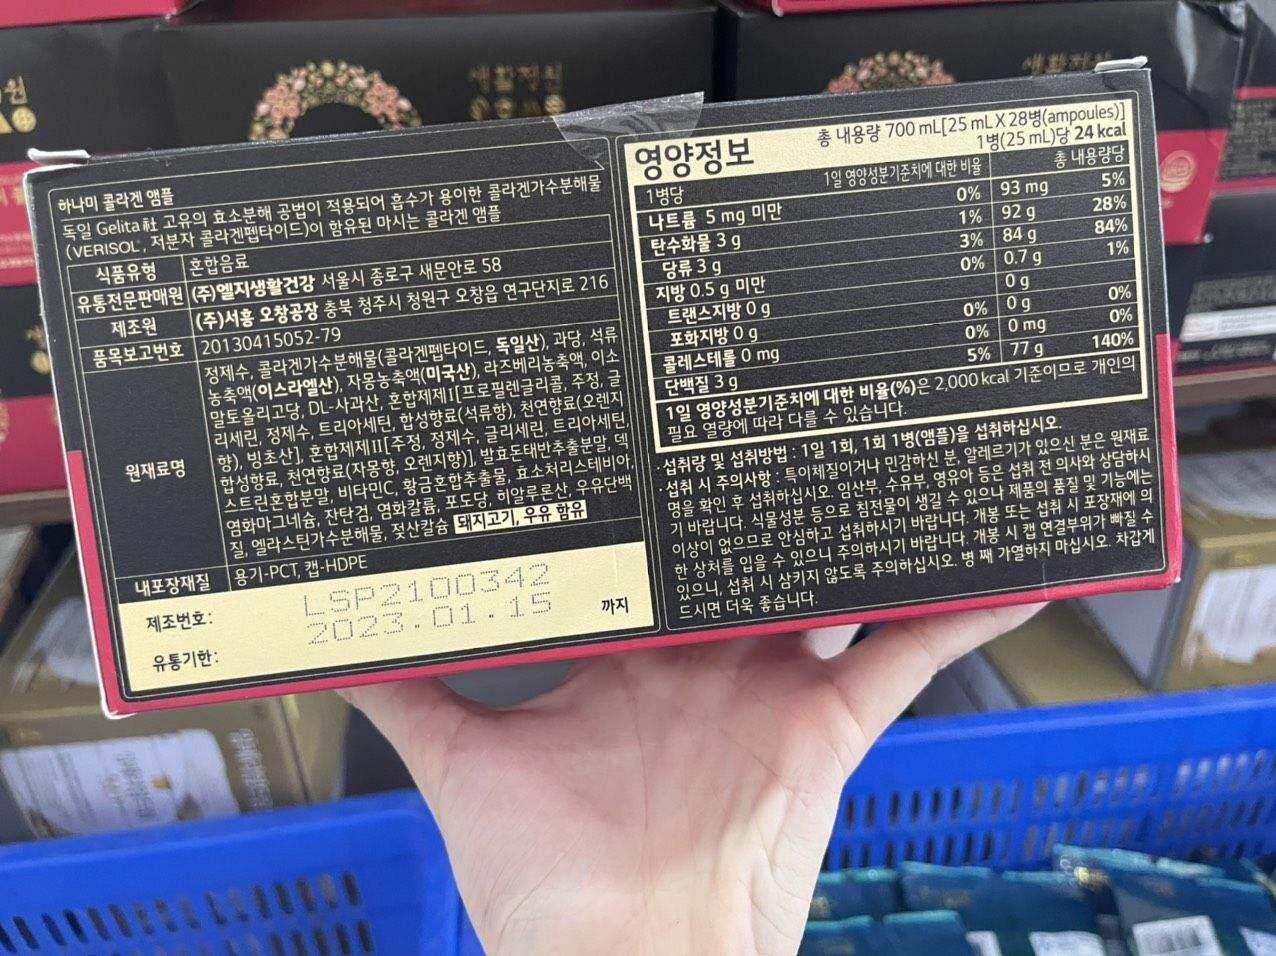 하나미 콜라겐 앰플
독일 Gelita社 고유의 효소분해 공법이 적용되어 흡수가 용이한 콜라겐가수분해물
(VERISOL®, 저분자 콜라겐펩타이드)이 함유된 마시는 콜라겐 앰플
식품유형 혼합음료
유통전문판매원 (주)엘지생활건강 서울시 종로구 새문안로 58
제조원 (주)서흥 오창공장 충북 청주시 청원구 오창읍 연구단지로 216
품목보고번호 20130415052-79
원재료명
정제수, 콜라겐가수분해물(콜라겐펩타이드, 독일산), 과당, 석류
농축액(이스라엘산), 자몽농축액(미국산), 라즈베리농축액, 이소
말토올리고당, DL-사과산, 혼합제제I[프로필렌글리콜, 주정, 글
리세린, 정제수, 트리아세틴, 합성향료(석류향), 천연향료(오렌지
향), 빙초산], 혼합제제II[주정, 정제수, 글리세린, 트리아세틴,
합성향료, 천연향료(자몽향, 오렌지향)], 발효돈태반추출분말, 덱
스트린혼합분말, 비타민C, 황금혼합추출물, 효소처리스테비아,
염화마그네슘, 잔탄검, 염화칼륨, 포도당, 히알루론산, 우유단백
질, 엘라스틴가수분해물, 젖산칼슘 돼지고기, 우유 함유
내포장재질 용기-PCT, 캡-HDPE
제조번호: LSP2100342
유통기한: 2023.01.15 까지
영양정보
총 내용량 700 mL[25 mL X 28병(ampoules)]
1병(25 mL)당 24 kcal
1병당 1일 영양성분기준치에 대한 비율 총 내용량당
나트륨 5 mg 미만 0% 93 mg 5%
탄수화물 3 g 1% 92 g 28%
당류 3 g 3% 84 g 84%
지방 0.5 g 미만 0% 0.7 g 1%
트랜스지방 0 g 0 g
포화지방 0 g 0% 0 g 0%
콜레스테롤 0 mg 0% 0 mg 0%
단백질 3 g 5% 77 g 140%
1일 영양성분기준치에 대한 비율(%)은 2,000 kcal 기준이므로 개인의
필요 열량에 따라 다를 수 있습니다.
· 섭취량 및 섭취방법 : 1일 1회, 1회 1병(앰플)을 섭취하십시오.
· 섭취 시 주의사항 : 특이체질이거나 민감하신 분, 알레르기가 있으신 분은 원재료
명을 확인 후 섭취하십시오. 임산부, 수유부, 영유아 등은 섭취 전 의사와 상담하시
기 바랍니다. 식물성분 등으로 침전물이 생길 수 있으나 제품의 품질 및 기능에는
이상이 없으므로 안심하고 섭취하시기 바랍니다. 개봉 또는 섭취 시 포장재에 의
한 상처를 입을 수 있으니 주의하시기 바랍니다. 개봉 시 캡 연결부위가 빠질 수
있으니, 섭취 시 삼키지 않도록 주의하십시오. 병 째 가열하지 마십시오. 차갑게
드시면 더욱 좋습니다.
생활정원